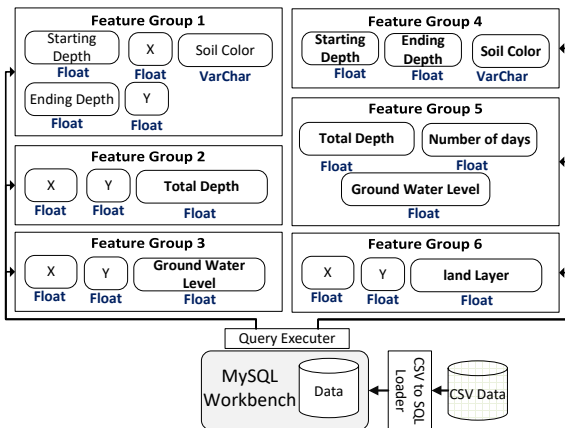 Feature Group 1
Starting
Depth
X
Soil Color
Float
Float
VarChar
Ending Depth
Y
Float
Float
Feature Group 2
X
Y
Total Depth
Float
Float
Float
Feature Group 3
X
Y
Ground Water
Level
Float
Float
Float
Feature Group 4
Starting
Depth
Ending
Depth
Soil Color
Float
Float
VarChar
Feature Group 5
Total Depth
Number of days
Float
Float
Ground Water Level
Float
Feature Group 6
X
Y
land Layer
Float
Float
Float
Query Executer
MySQL
Workbench
Data
CSV to SQL
Loader
CSV Data